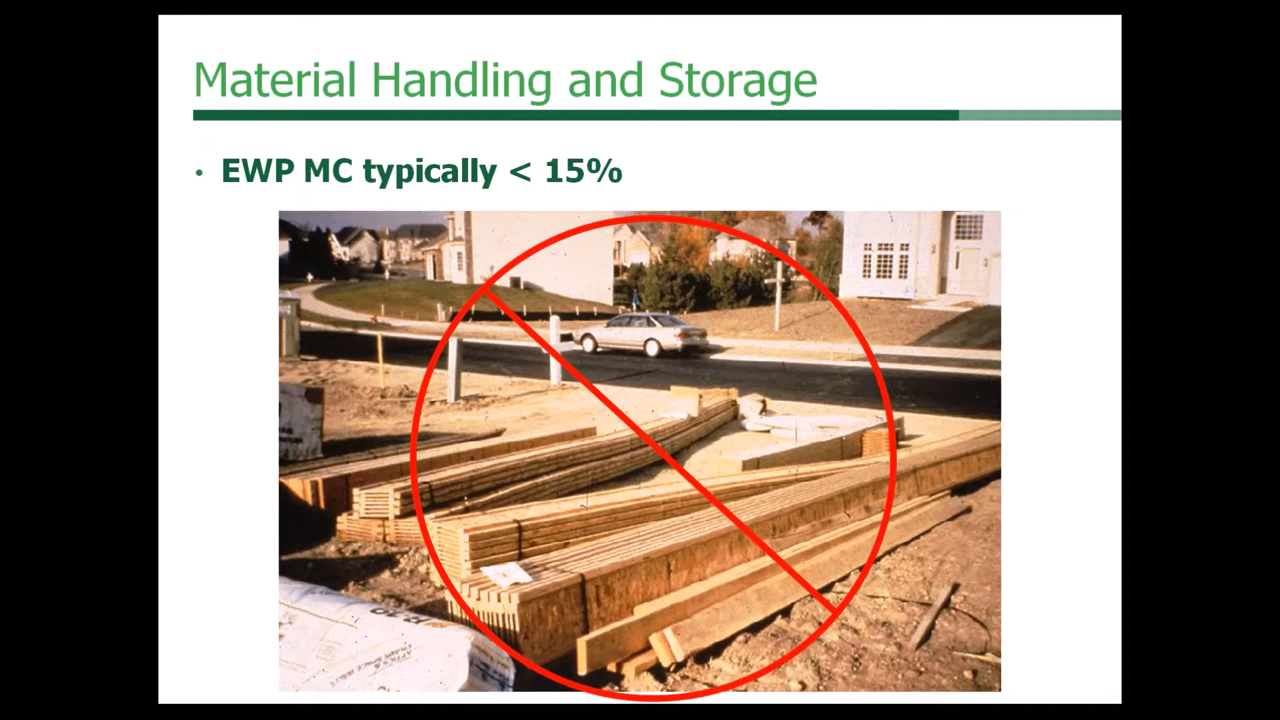 Material Handling and Storage
• EWP MC typically < 15%